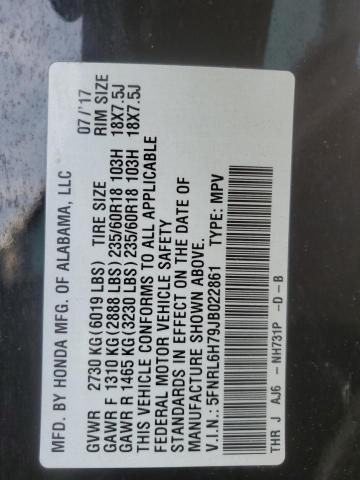 MFD. BY HONDA MFG. OF ALABAMA, LLC 07/'17
GVWR 2730 KG(6019 LBS) TIRE SIZE RIM SIZE
GAWR F 1310 KG(2888 LBS) 235/60R18 103H 18X7.5J
GAWR R 1465 KG(3230 LBS) 235/60R18 103H 18X7.5J
THIS VEHICLE CONFORMS TO ALL APPLICABLE
FEDERAL MOTOR VEHICLE SAFETY
STANDARDS IN EFFECT ON THE DATE OF
MANUFACTURE SHOWN ABOVE.
V.I.N.: 5FNRL6H79JB022861 TYPE: MPV
THR J AJ6 -NH731P -D -B